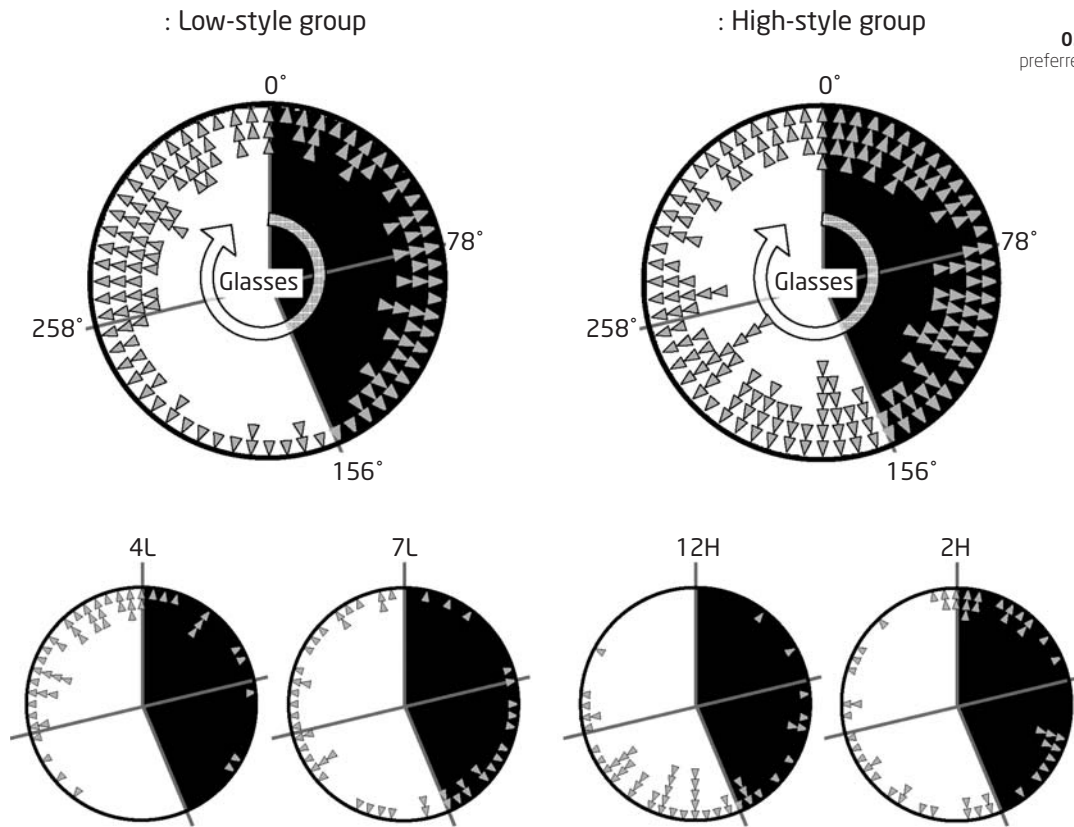 : Low-style group
: High-style group
0
preferre
0°
0°
78°
78°
Glasses
Glasses
258°
258°
156°
156°
4L
7L
12H
2H